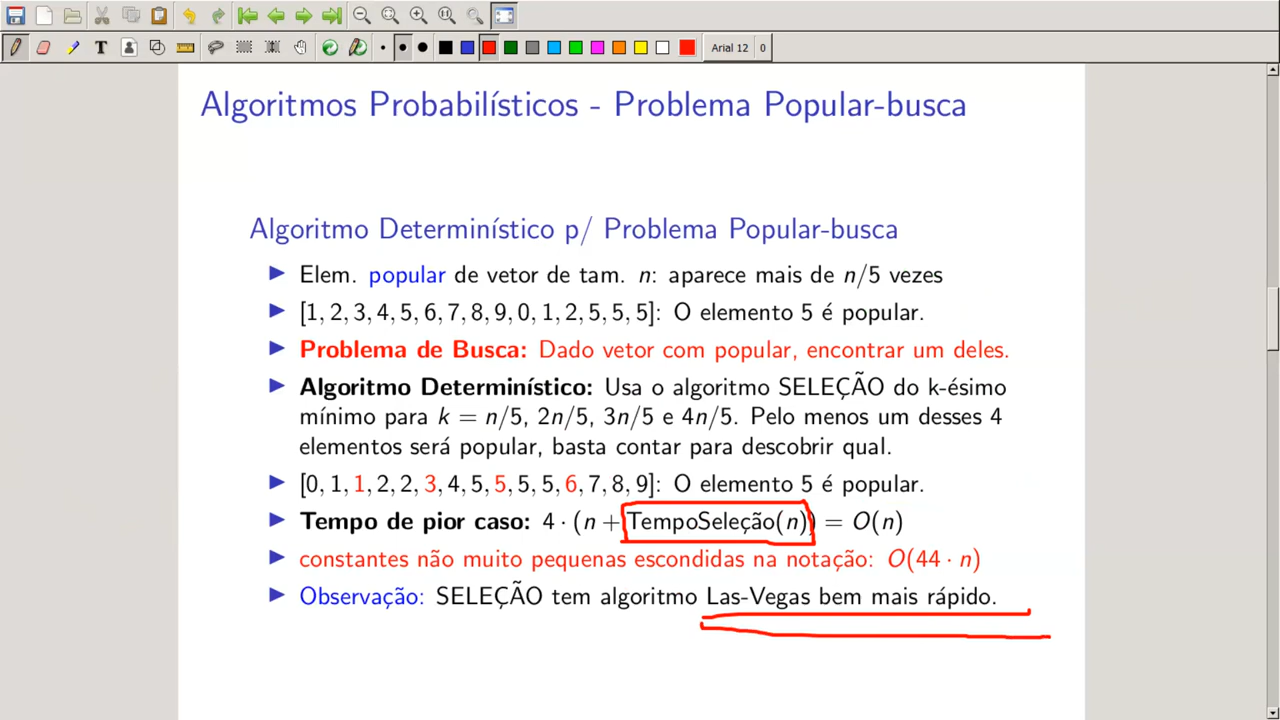 Arial 12 0
Algoritmos Probabilísticos - Problema Popular-busca
Algoritmo Determinístico p/ Problema Popular-busca
▶ Elem. popular de vetor de tam. n: aparece mais de n/5 vezes
▶ [1, 2, 3, 4, 5, 6, 7, 8, 9, 0, 1, 2, 5, 5, 5]: O elemento 5 é popular.
▶ Problema de Busca: Dado vetor com popular, encontrar um deles.
▶ Algoritmo Determinístico: Usa o algoritmo SELEÇÃO do k-ésimo
mínimo para k = n/5, 2n/5, 3n/5 e 4n/5. Pelo menos um desses 4
elementos será popular, basta contar para descobrir qual.
▶ [0, 1, 1, 2, 2, 3, 4, 5, 5, 5, 5, 6, 7, 8, 9]: O elemento 5 é popular.
▶ Tempo de pior caso: 4 · (n + TempoSeleção(n)) = O(n)
▶ constantes não muito pequenas escondidas na notação: O(44 · n)
▶ Observação: SELEÇÃO tem algoritmo Las-Vegas bem mais rápido.